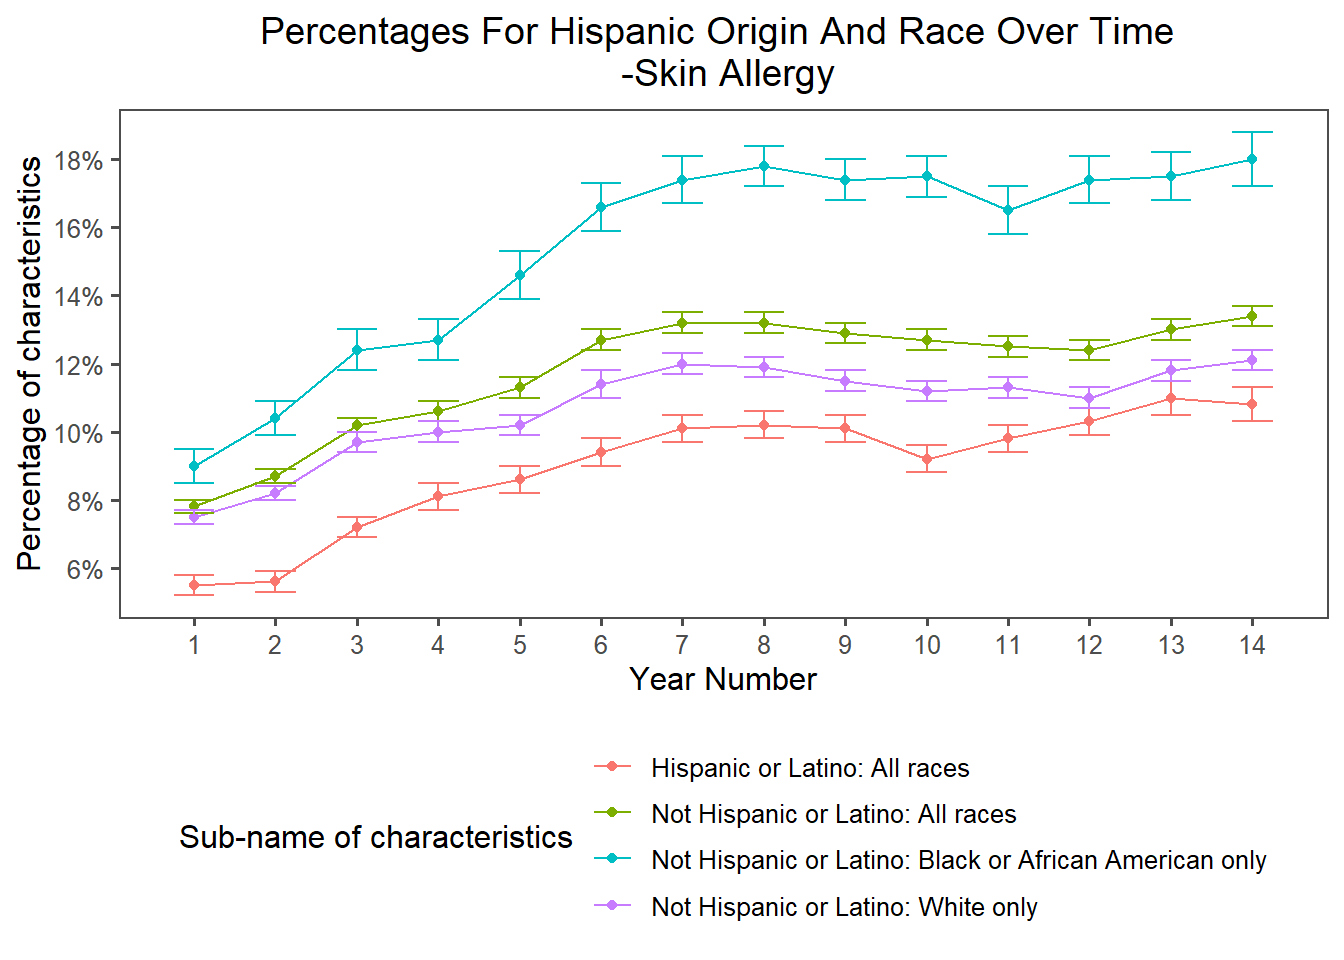 Percentages For Hispanic Origin And Race Over Time
-Skin Allergy
Percentage of characteristics
18%
16%
14%
12%
10%
8%
6%
1 2 3 4 5 6 7 8 9 10 11 12 13 14
Year Number
Sub-name of characteristics
Hispanic or Latino: All races
Not Hispanic or Latino: All races
Not Hispanic or Latino: Black or African American only
Not Hispanic or Latino: White only